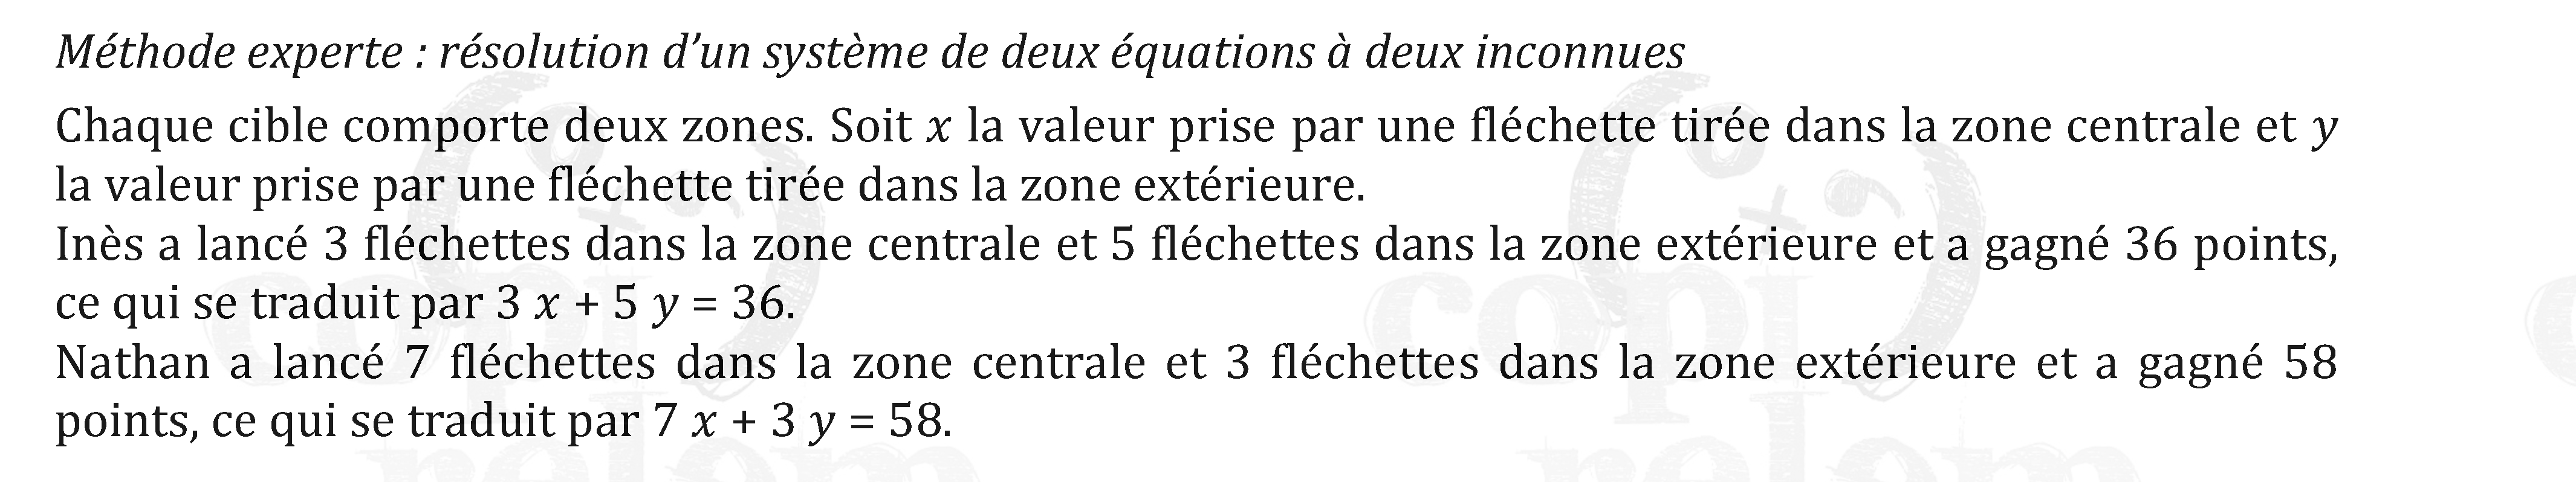 Méthode experte : résolution d’un système de deux équations à deux inconnues
Chaque cible comporte deux zones. Soit x la valeur prise par une fléchette tirée dans la zone centrale et y
la valeur prise par une fléchette tirée dans la zone extérieure.
Inès a lancé 3 fléchettes dans la zone centrale et 5 fléchettes dans la zone extérieure et a gagné 36 points,
ce qui se traduit par 3 x + 5 y = 36.
Nathan a lancé 7 fléchettes dans la zone centrale et 3 fléchettes dans la zone extérieure et a gagné 58
points, ce qui se traduit par 7 x + 3 y = 58.